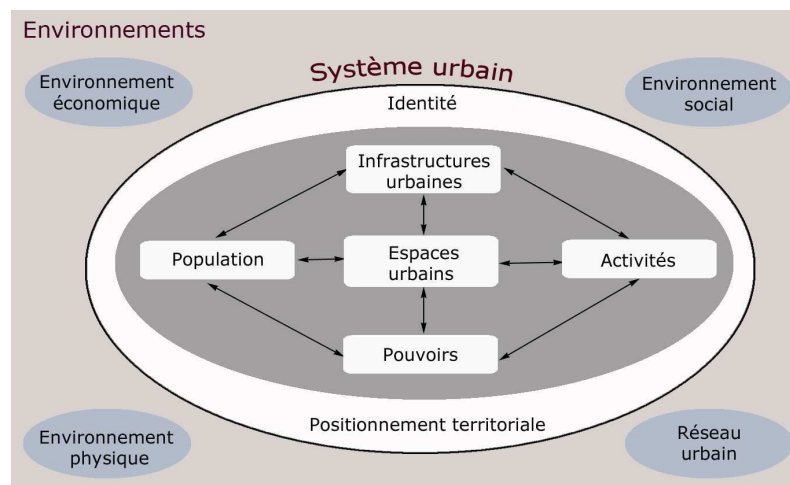 Environnements
Système urbain
Environnement
économique
Environnement
social
Identité
Infrastructures
urbaines
Population
Espaces
urbains
Activités
Pouvoirs
Positionnement territoriale
Environnement
physique
Réseau
urbain